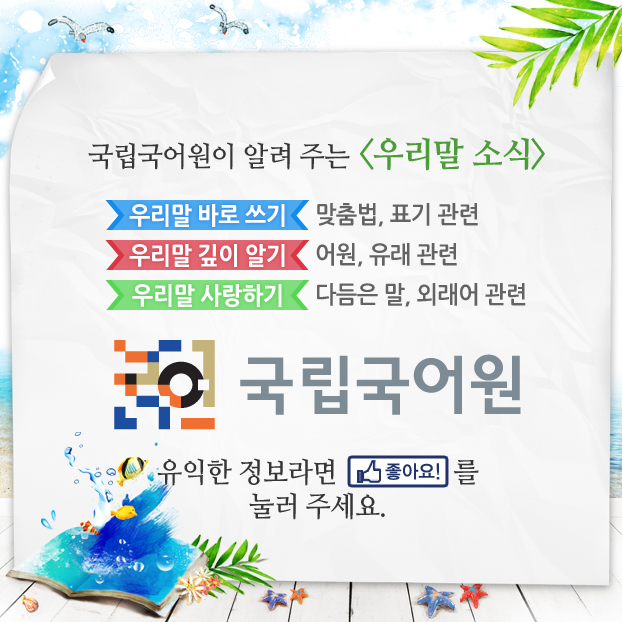 국립국어원이 알려 주는 〈우리말 소식〉
우리말 바로 쓰기 맞춤법, 표기 관련
우리말 깊이 알기 어원, 유래 관련
우리말 사랑하기 다듬은 말, 외래어 관련
국립국어원
유익한 정보라면 좋아요! 를
눌러 주세요.